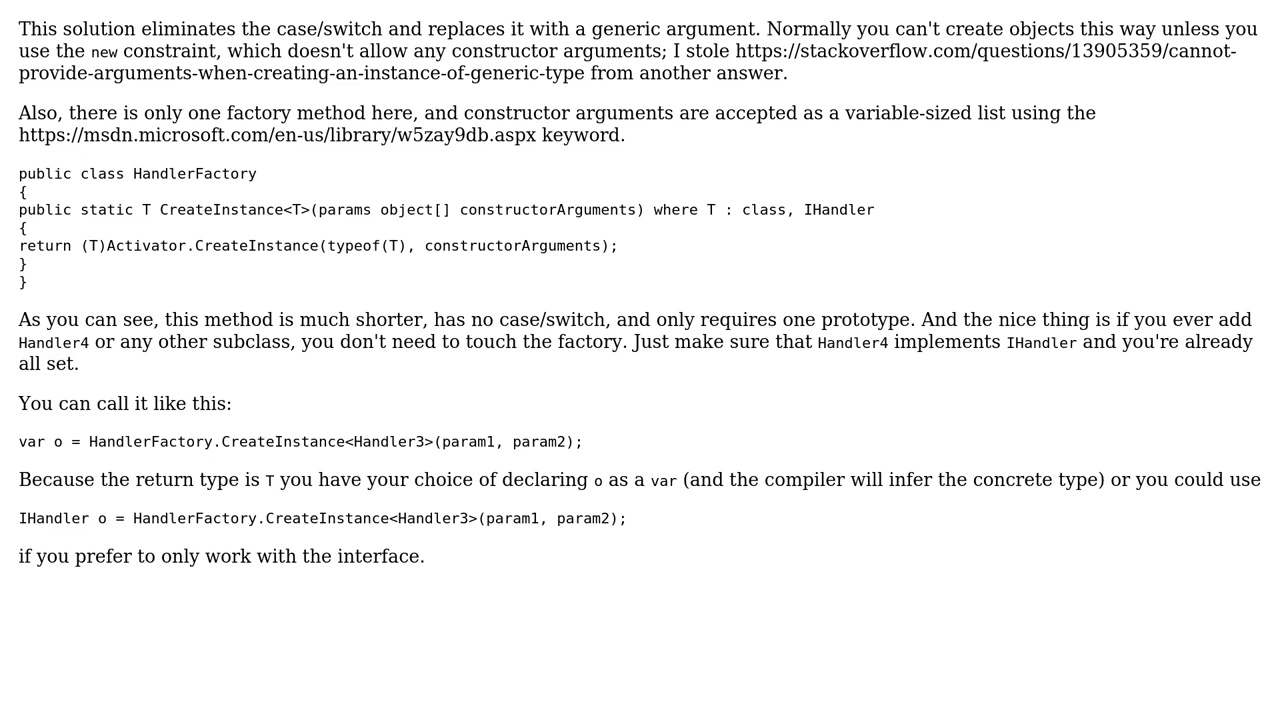 This solution eliminates the case/switch and replaces it with a generic argument. Normally you can't create objects this way unless you
use the new constraint, which doesn't allow any constructor arguments; I stole https://stackoverflow.com/questions/13905359/cannot-
provide-arguments-when-creating-an-instance-of-generic-type from another answer.
Also, there is only one factory method here, and constructor arguments are accepted as a variable-sized list using the
https://msdn.microsoft.com/en-us/library/w5zay9db.aspx keyword.
public class HandlerFactory
{
public static T CreateInstance<T>(params object[] constructorArguments) where T : class, IHandler
{
return (T)Activator.CreateInstance(typeof(T), constructorArguments);
}
}
As you can see, this method is much shorter, has no case/switch, and only requires one prototype. And the nice thing is if you ever add
Handler4 or any other subclass, you don't need to touch the factory. Just make sure that Handler4 implements IHandler and you're already
all set.
You can call it like this:
var o = HandlerFactory.CreateInstance<Handler3>(param1, param2);
Because the return type is T you have your choice of declaring o as a var (and the compiler will infer the concrete type) or you could use
IHandler o = HandlerFactory.CreateInstance<Handler3>(param1, param2);
if you prefer to only work with the interface.